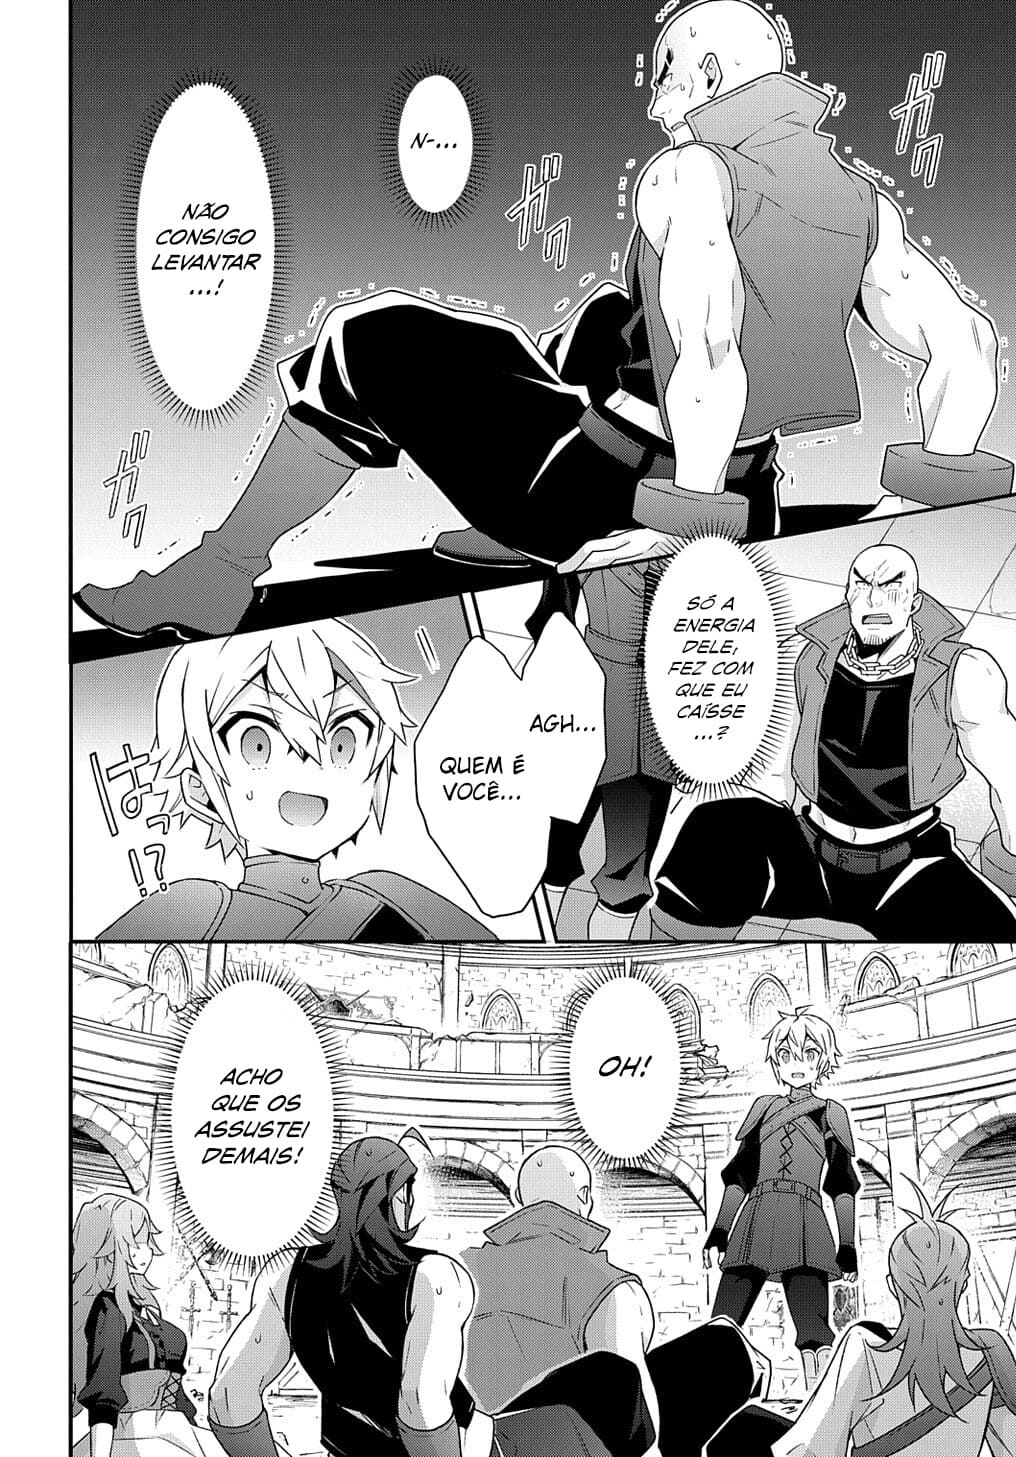 N-...
NÃO
CONSIGO
LEVANTAR
...!
ガク
ガク
ガク
SÓ A
ENERGIA
DELE,
FEZ COM
QUE EU
CAÍSSE
...?
AGH...
QUEM É
VOCÊ...
はっ!?
OH!
ACHO
QUE OS
ASSUSTEI
DEMAIS!